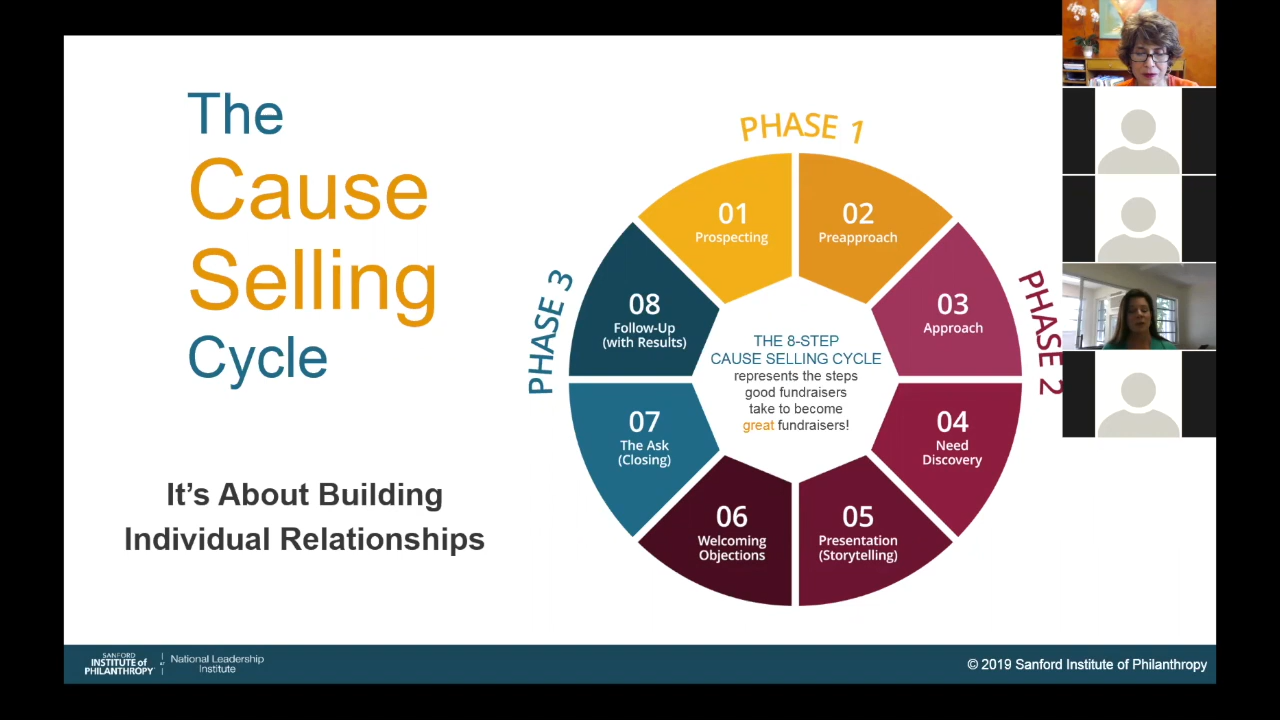 The
Cause
Selling
Cycle
It’s About Building
Individual Relationships
PHASE 1
01
Prospecting
02
Preapproach
PHASE 2
03
Approach
04
Need
Discovery
05
Presentation
(Storytelling)
06
Welcoming
Objections
PHASE 3
07
The Ask
(Closing)
08
Follow-Up
(with Results)
THE 8-STEP
CAUSE SELLING CYCLE
represents the steps
good fundraisers
take to become
great fundraisers!
SANFORD
INSTITUTE of
PHILANTHROPY
AT
National Leadership
Institute
© 2019 Sanford Institute of Philanthropy